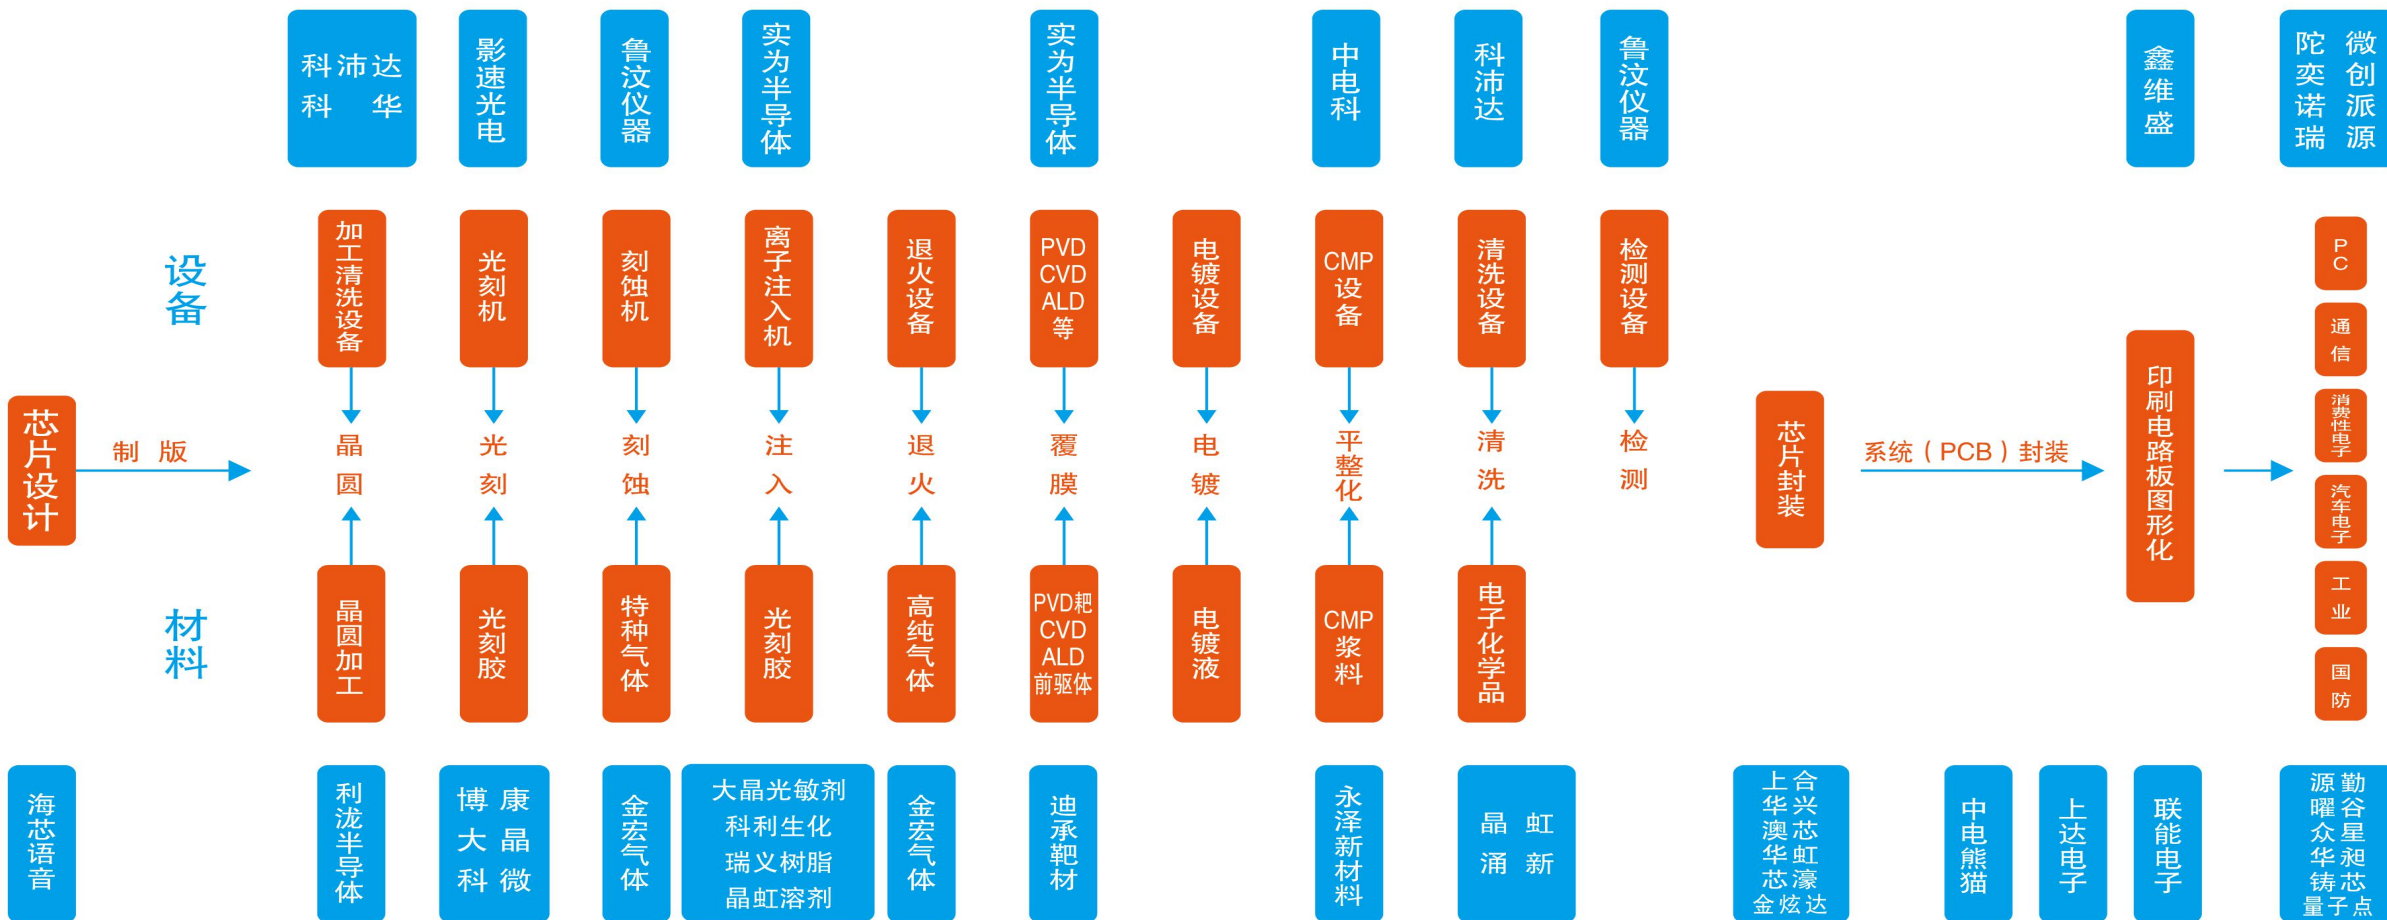 科沛达
科华
影速光电
鲁汶仪器
实为半导体
实为半导体
中电科
科沛达
鲁汶仪器
鑫维盛
陀奕诺瑞
微创派源
设备
加工清洗设备
光刻机
刻蚀机
离子注入机
退火设备
PVD
CVD
ALD
等
电镀设备
CMP
设备
清洗设备
检测设备
PC
通信
消费性电子
汽车电子
工业
国防
芯片设计
制版
晶圆
光刻
刻蚀
注入
退火
覆膜
电镀
平整化
清洗
检测
芯片封装
系统（PCB）封装
印刷电路板图形化
材料
晶圆加工
光刻胶
特种气体
光刻胶
高纯气体
PVD耙
CVD
ALD
前驱体
电镀液
CMP
浆料
电子化学品
海芯语音
利泷半导体
博康
大晶
科微
金宏气体
大晶光敏剂
科利生化
瑞义树脂
晶虹溶剂
金宏气体
迪承靶材
永泽新材料
晶虹
涌新
上合
华兴
澳芯
华虹
芯濠
金炫达
中电熊猫
上达电子
联能电子
源勤
曜谷
众星
华昶
铸芯
量子点